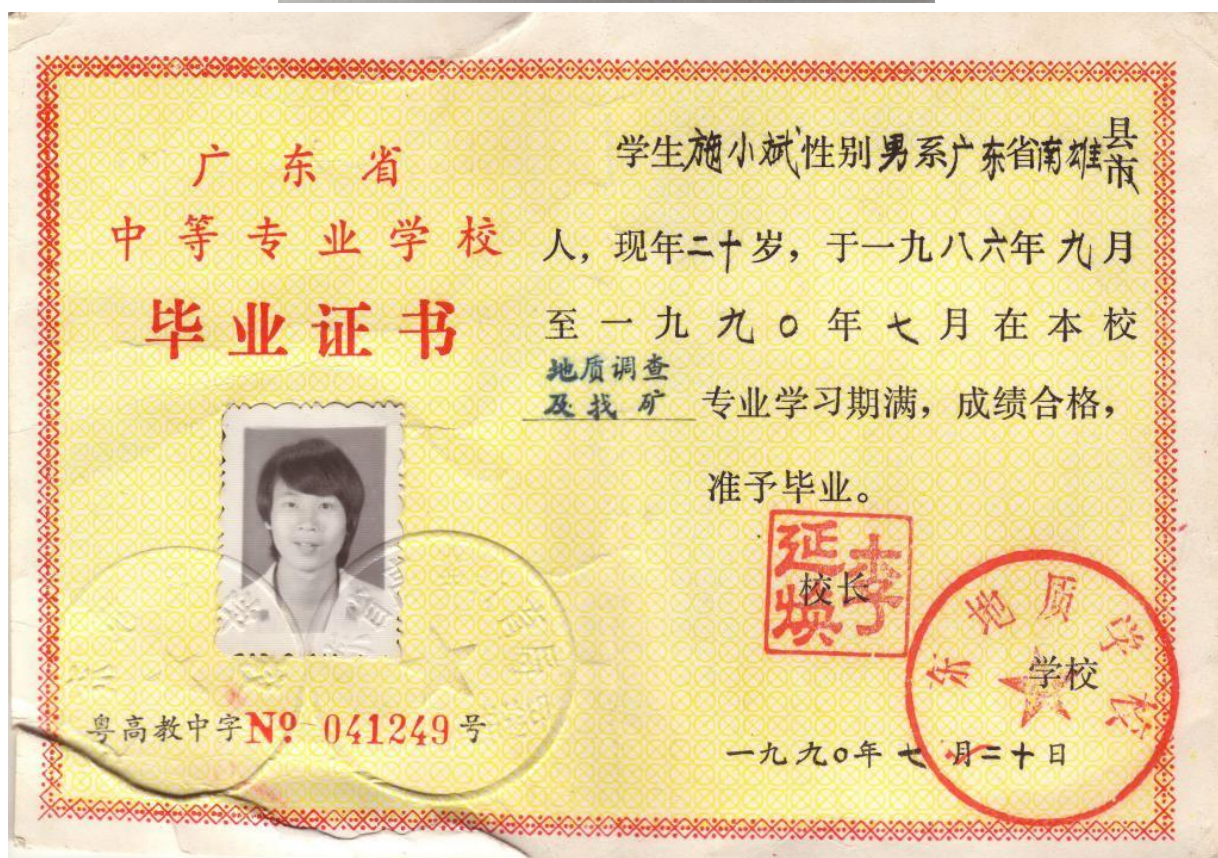 广东省
中等专业学校
毕业证书
粤高教中字№ 041249号
学生施小斌性别男系广东省南雄县市
人，现年二十岁，于一九八六年九月
至一九九〇年七月在本校
地质调查
及找矿 专业学习期满，成绩合格，
准予毕业。
校长
李延焕
学校
广东地质学校
一九九〇年七月二十日